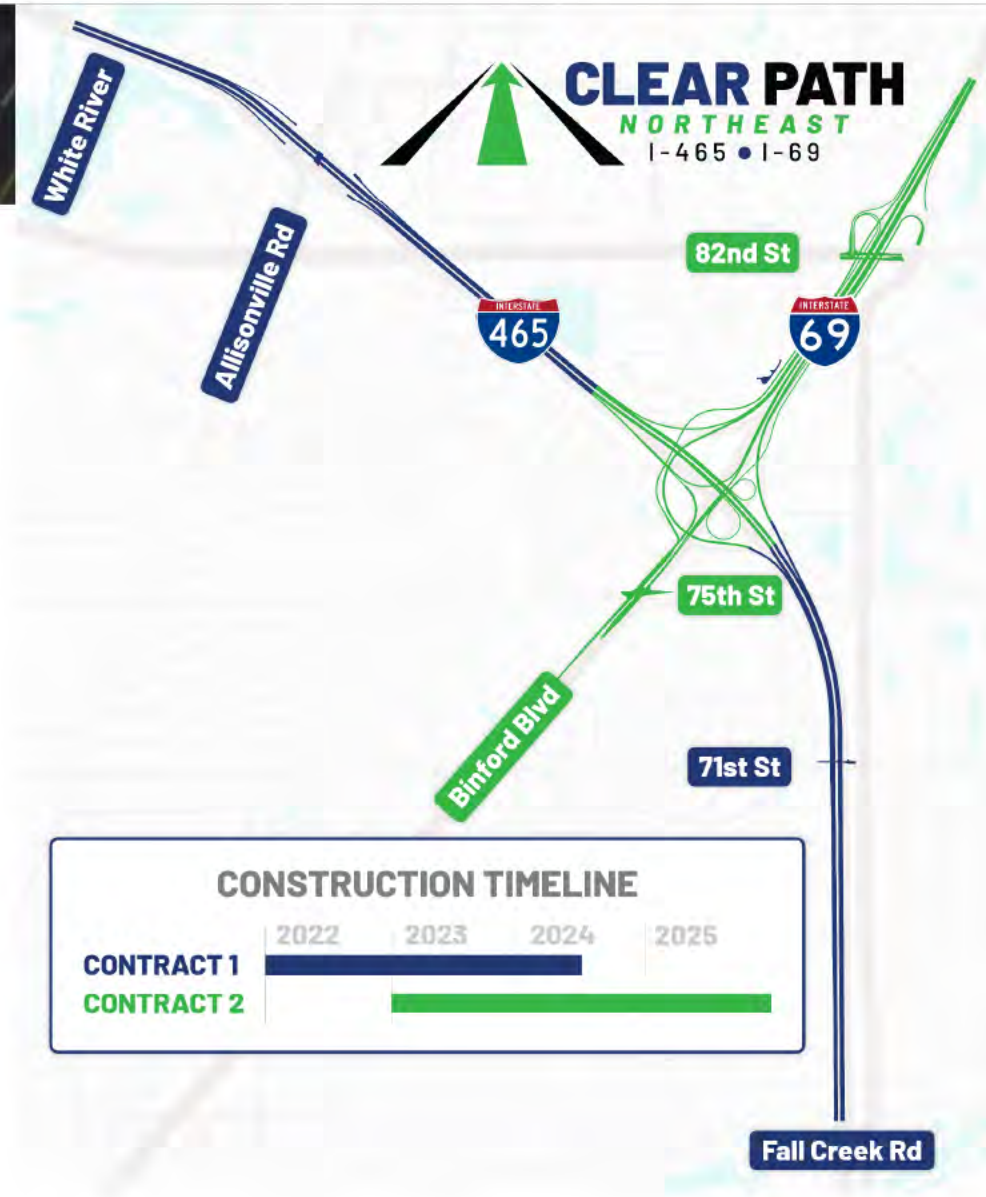 CLEAR PATH
NORTHEAST
I-465 • I-69
White River
Allisonville Rd
82nd St
INTERSTATE
465
INTERSTATE
69
75th St
Binford Blvd
71st St
CONSTRUCTION TIMELINE
2022 2023 2024 2025
CONTRACT 1
CONTRACT 2
Fall Creek Rd